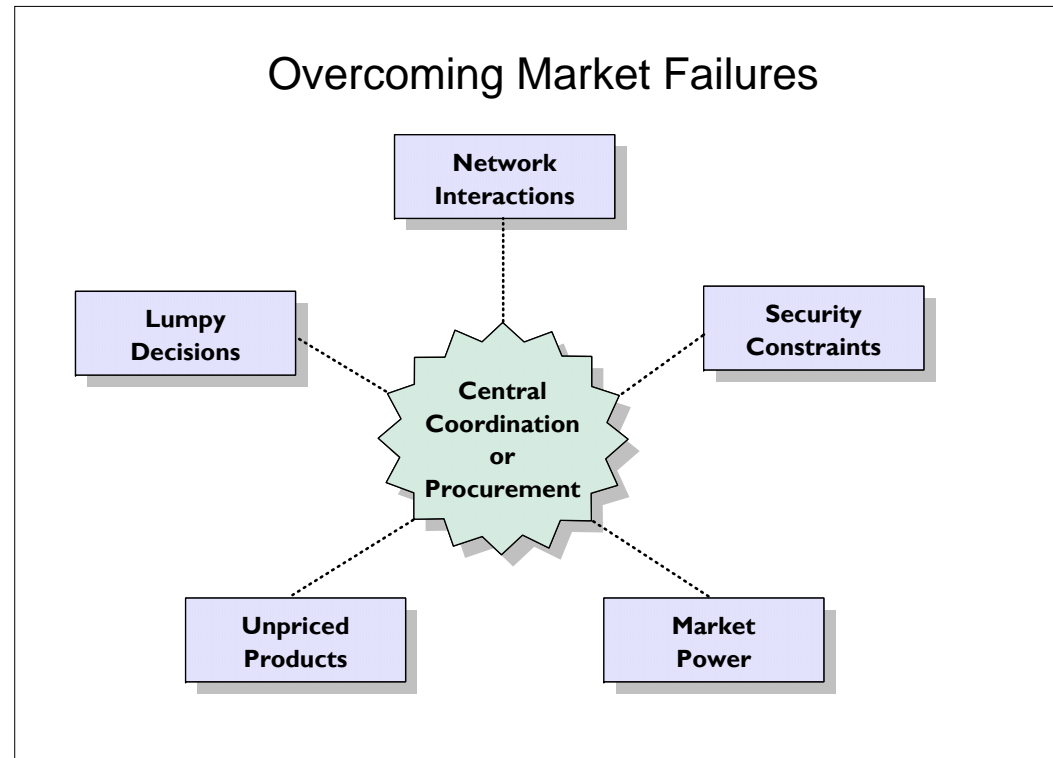 Overcoming Market Failures
Network
Interactions
Lumpy
Decisions
Security
Constraints
Central
Coordination
or
Procurement
Unpriced
Products
Market
Power